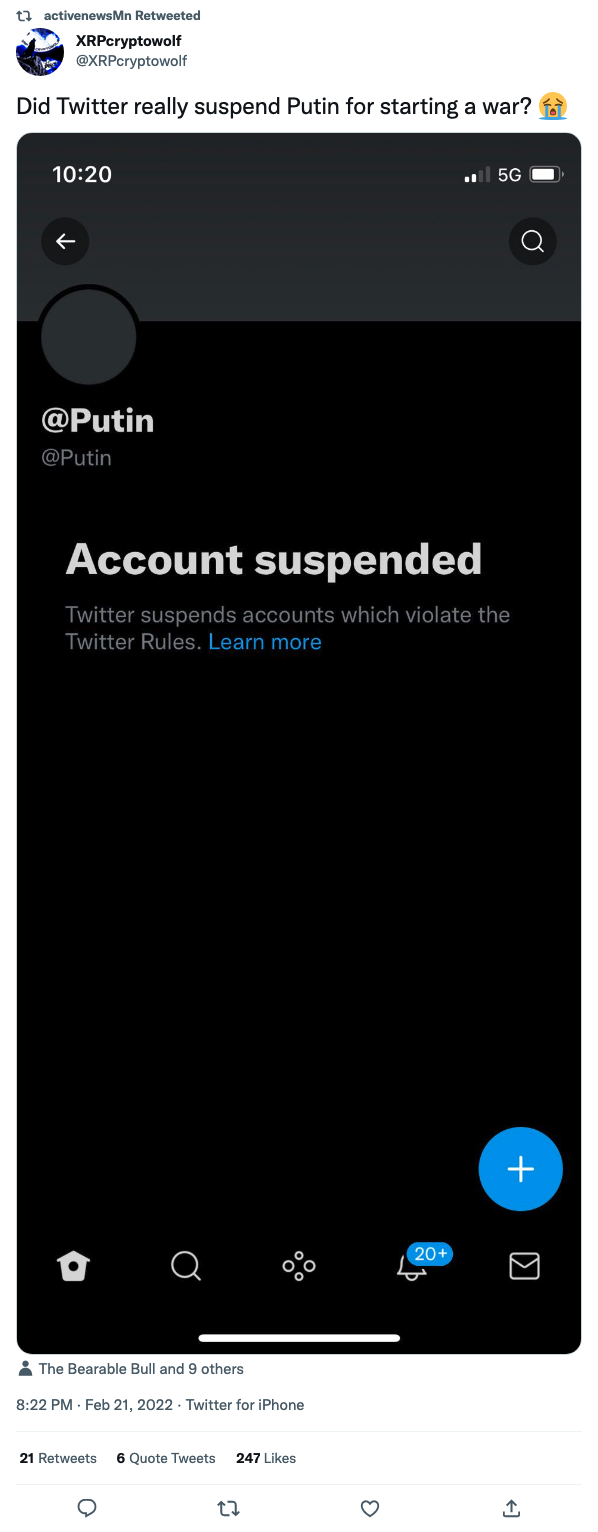 activenewsMn Retweeted
XRPcryptowolf
@XRPcryptowolf
Did Twitter really suspend Putin for starting a war? 😭
10:20
5G
@Putin
@Putin
Account suspended
Twitter suspends accounts which violate the
Twitter Rules. Learn more
20+
The Bearable Bull and 9 others
8:22 PM · Feb 21, 2022 · Twitter for iPhone
21 Retweets 6 Quote Tweets 247 Likes